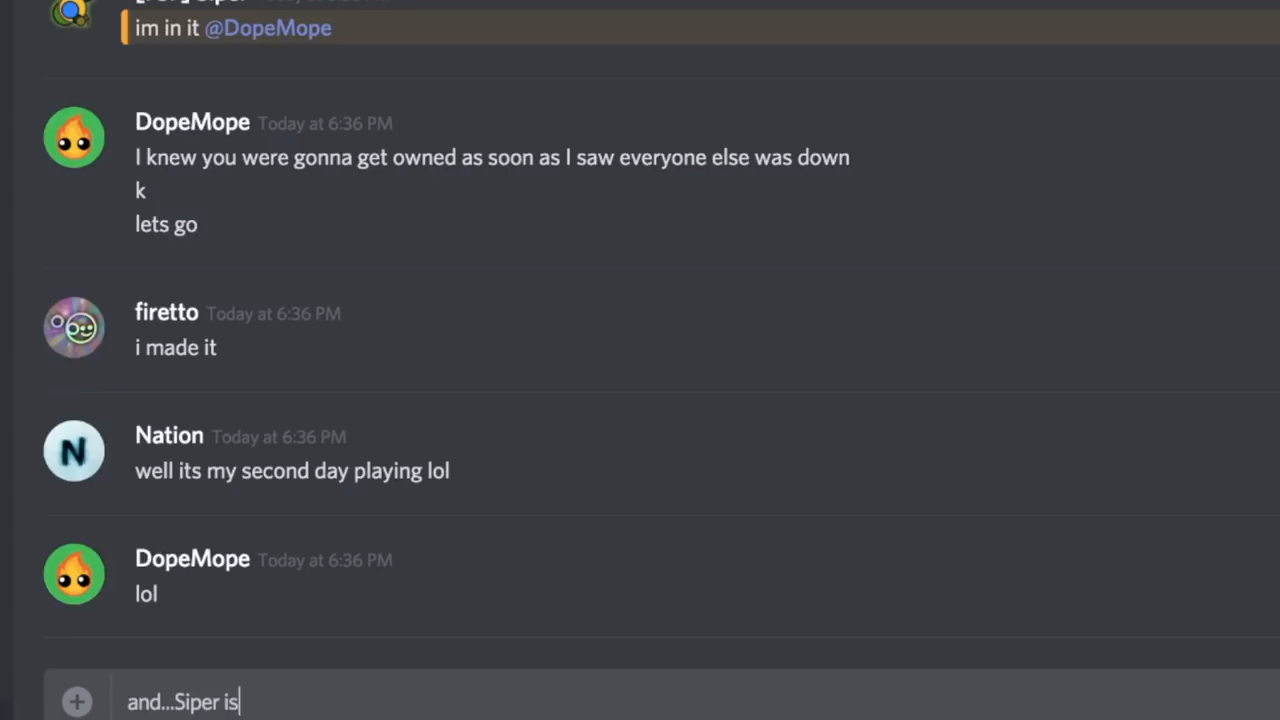 im in it @DopeMope
DopeMope Today at 6:36 PM
I knew you were gonna get owned as soon as I saw everyone else was down
k
lets go
firetto Today at 6:36 PM
i made it
N
Nation Today at 6:36 PM
well its my second day playing lol
DopeMope Today at 6:36 PM
lol
and...Siper is